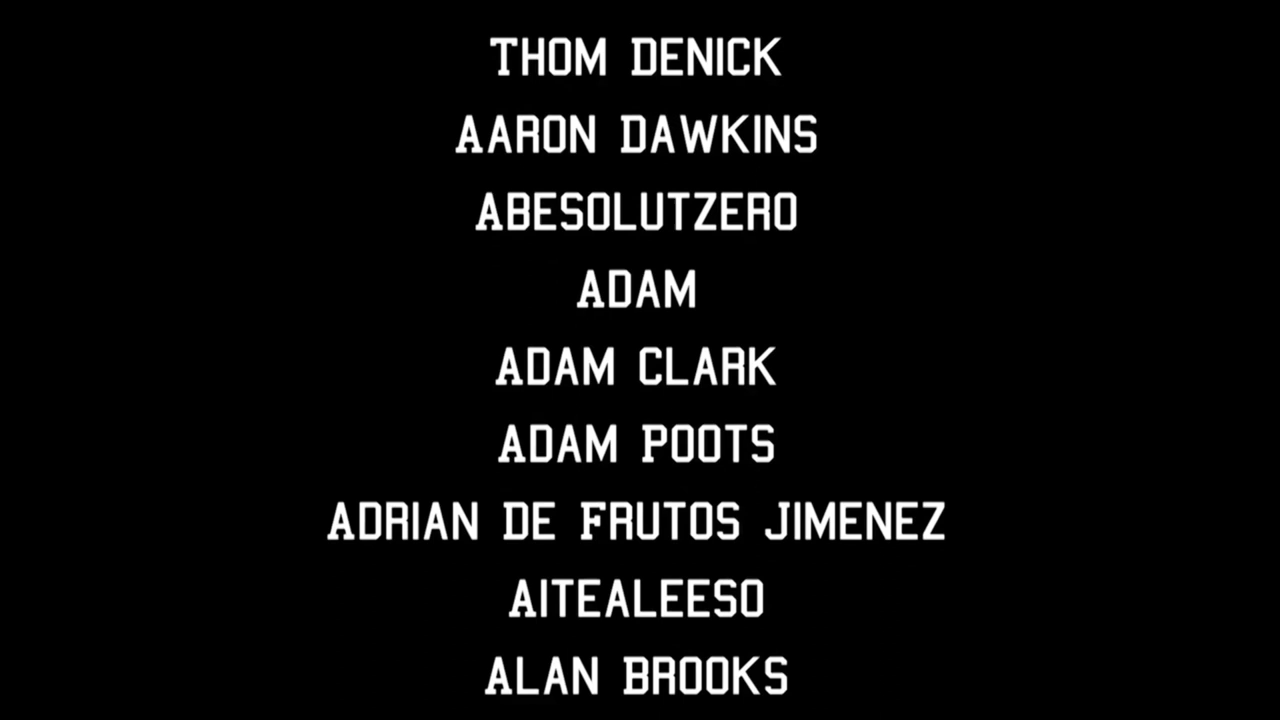 THOM DENICK
AARON DAWKINS
ABESOLUTZERO
ADAM
ADAM CLARK
ADAM POOTS
ADRIAN DE FRUTOS JIMENEZ
AITEALEESO
ALAN BROOKS